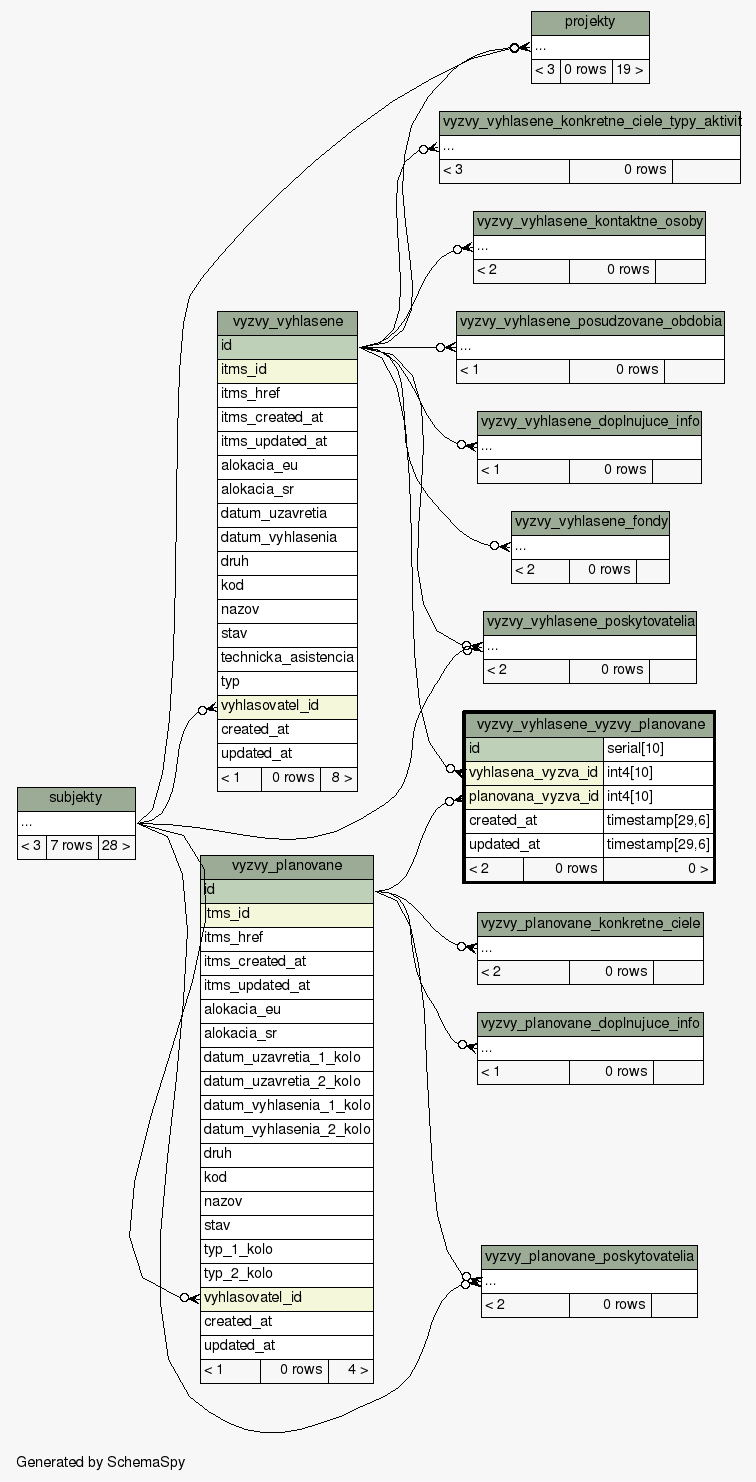 projekty
...
< 3 0 rows 19 >
vyzvy_vyhlasene_konkretne_ciele_typy_aktivit
...
< 3 0 rows
vyzvy_vyhlasene_kontaktne_osoby
...
< 2 0 rows
vyzvy_vyhlasene_posudzovane_obdobia
...
< 1 0 rows
vyzvy_vyhlasene_doplnujuce_info
...
< 1 0 rows
vyzvy_vyhlasene_fondy
...
< 2 0 rows
vyzvy_vyhlasene_poskytovatelia
...
< 2 0 rows
vyzvy_vyhlasene
id
itms_id
itms_href
itms_created_at
itms_updated_at
alokacia_eu
alokacia_sr
datum_uzavretia
datum_vyhlasenia
druh
kod
nazov
stav
technicka_asistencia
typ
vyhlasovatel_id
created_at
updated_at
< 1 0 rows 8 >
vyzvy_vyhlasene_vyzvy_planovane
id serial[10]
vyhlasena_vyzva_id int4[10]
planovana_vyzva_id int4[10]
created_at timestamp[29,6]
updated_at timestamp[29,6]
< 2 0 rows 0 >
subjekty
...
< 3 7 rows 28 >
vyzvy_planovane
id
itms_id
itms_href
itms_created_at
itms_updated_at
alokacia_eu
alokacia_sr
datum_uzavretia_1_kolo
datum_uzavretia_2_kolo
datum_vyhlasenia_1_kolo
datum_vyhlasenia_2_kolo
druh
kod
nazov
stav
typ_1_kolo
typ_2_kolo
vyhlasovatel_id
created_at
updated_at
< 1 0 rows 4 >
vyzvy_planovane_konkretne_ciele
...
< 2 0 rows
vyzvy_planovane_doplnujuce_info
...
< 1 0 rows
vyzvy_planovane_poskytovatelia
...
< 2 0 rows
Generated by SchemaSpy